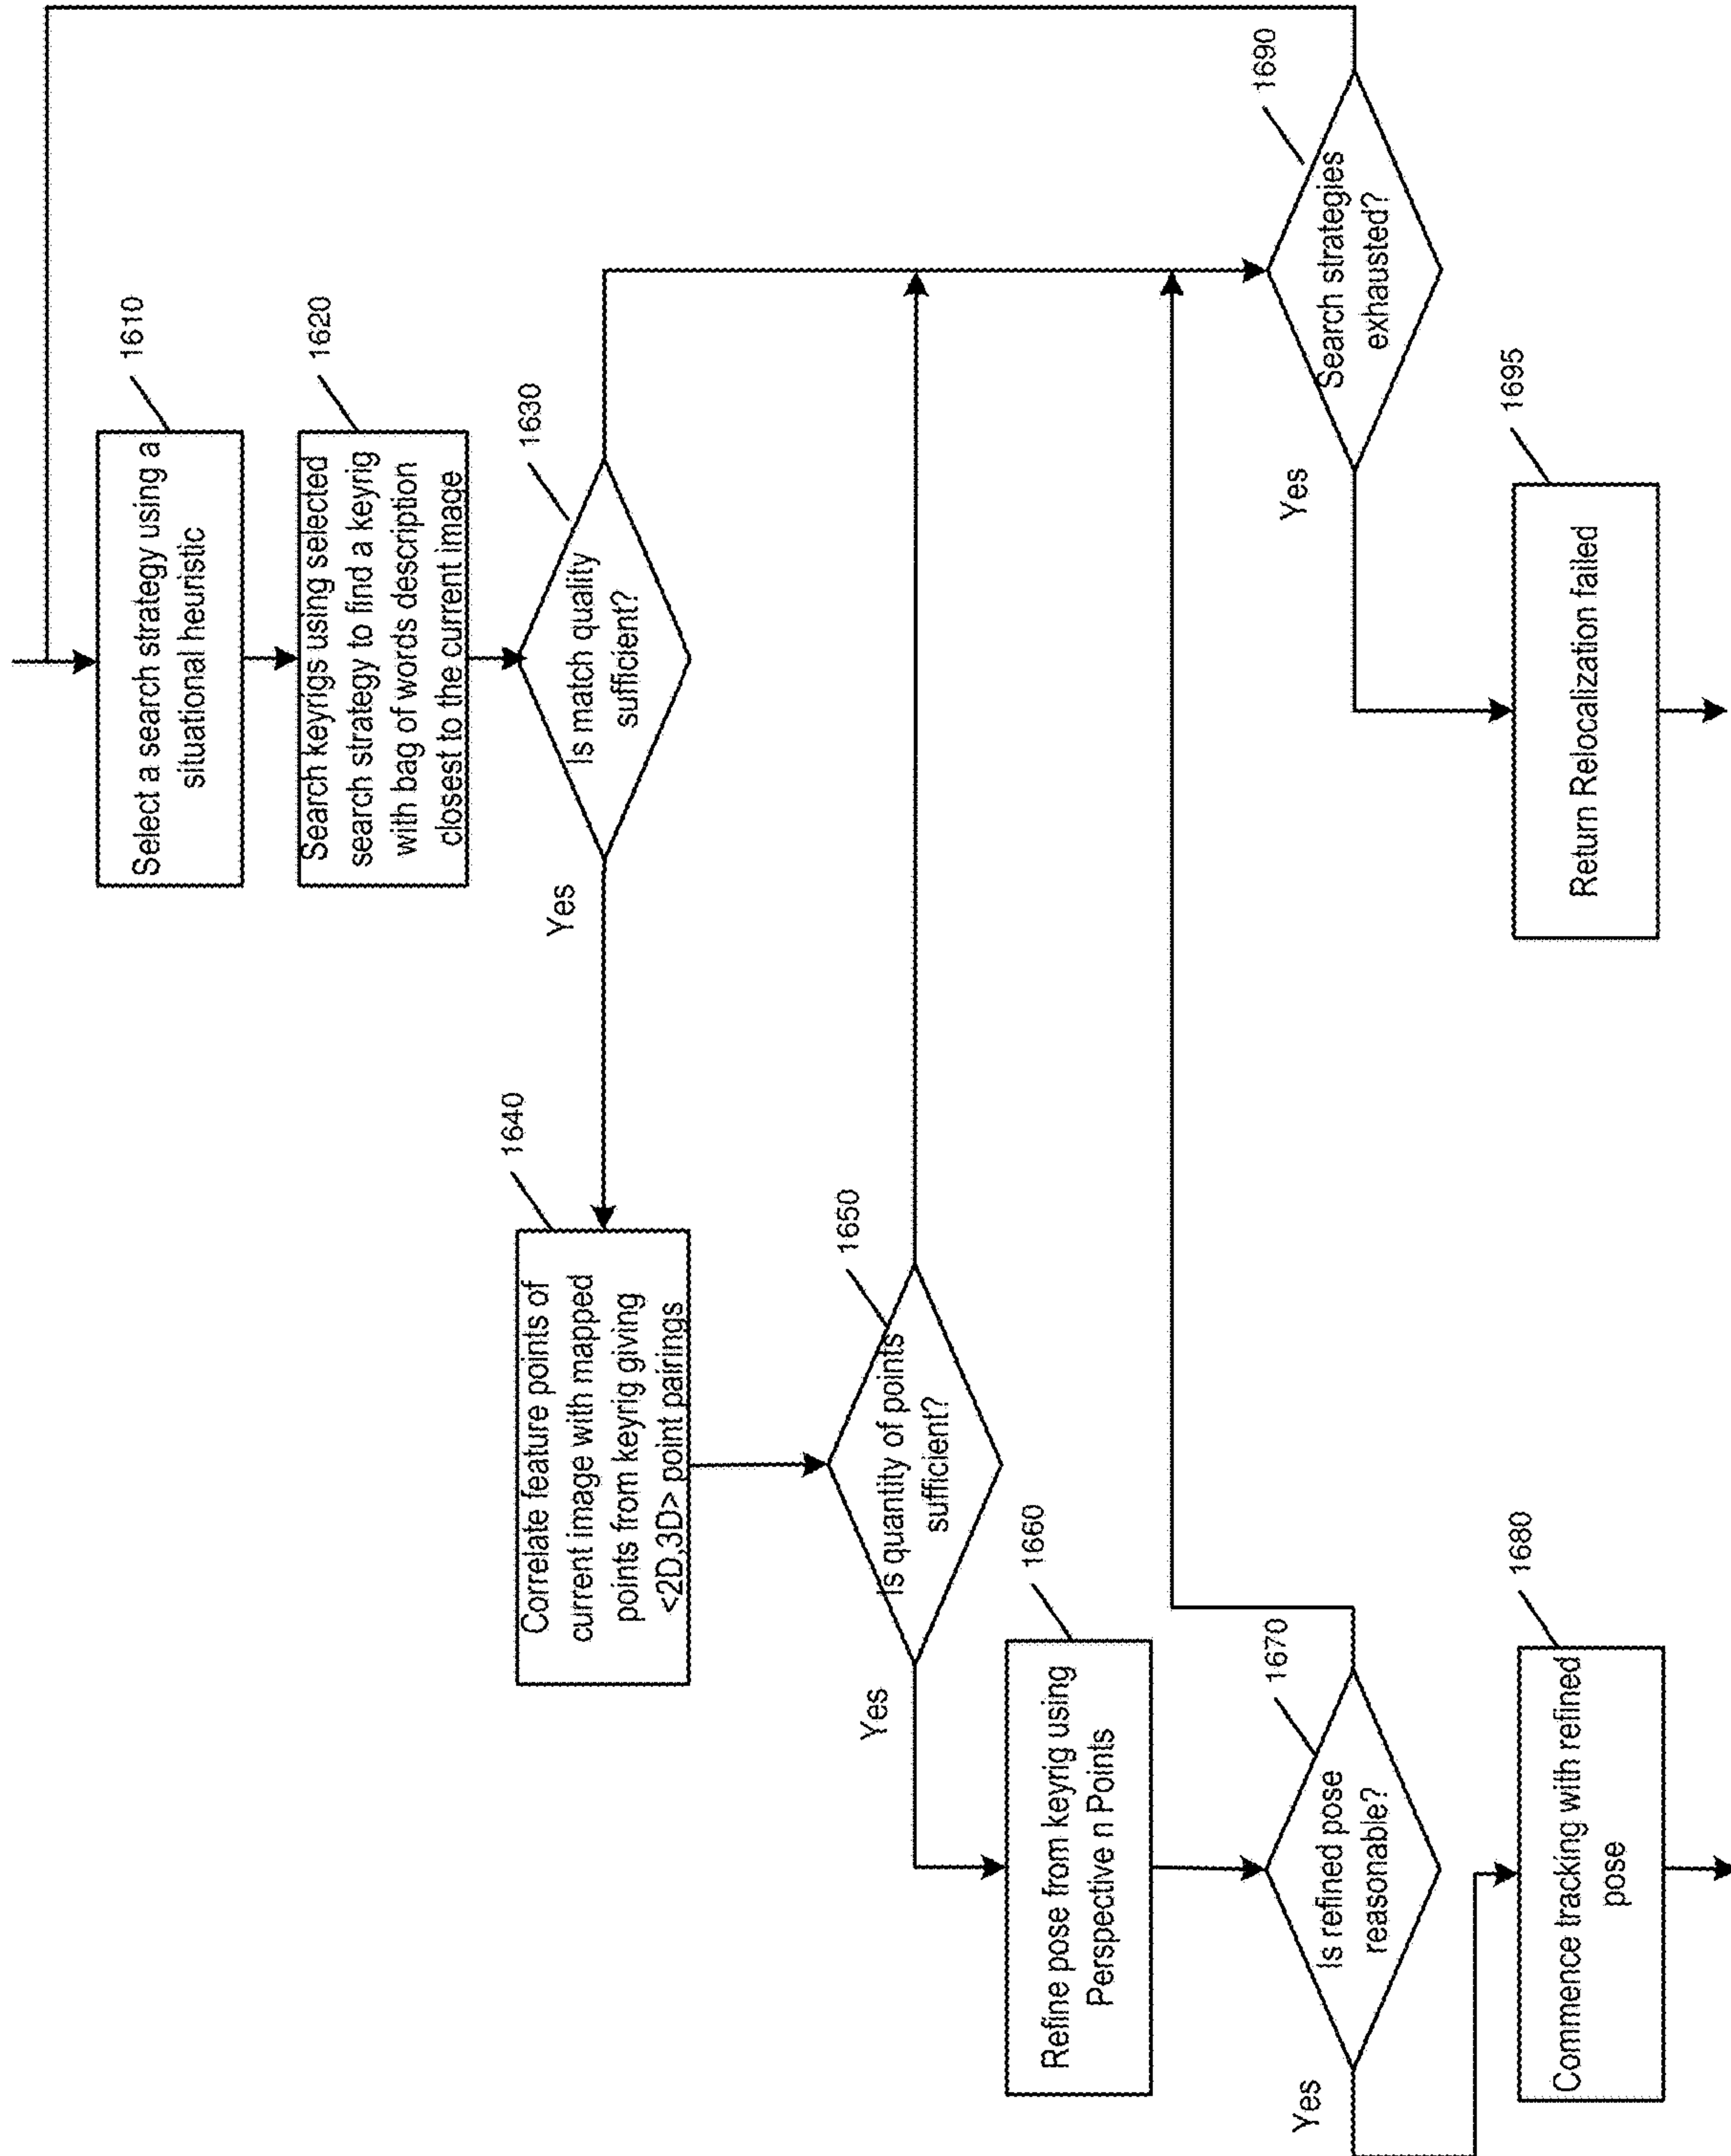 1610
Select a search strategy using a
situational heuristic
1620
Search keyrigs using selected
search strategy to find a keyrig
with bag of words description
closest to the current image
1630
Is match quality
sufficient?
Yes
1640
Correlate feature points of
current image with mapped
points from keyrig giving
<2D,3D> point pairings
1650
Is quantity of points
sufficient?
Yes
1660
Refine pose from keyrig using
Perspective n Points
1670
Is refined pose
reasonable?
Yes
1680
Commence tracking with refined
pose
1690
Search strategies
exhausted?
Yes
1695
Return Relocalization failed